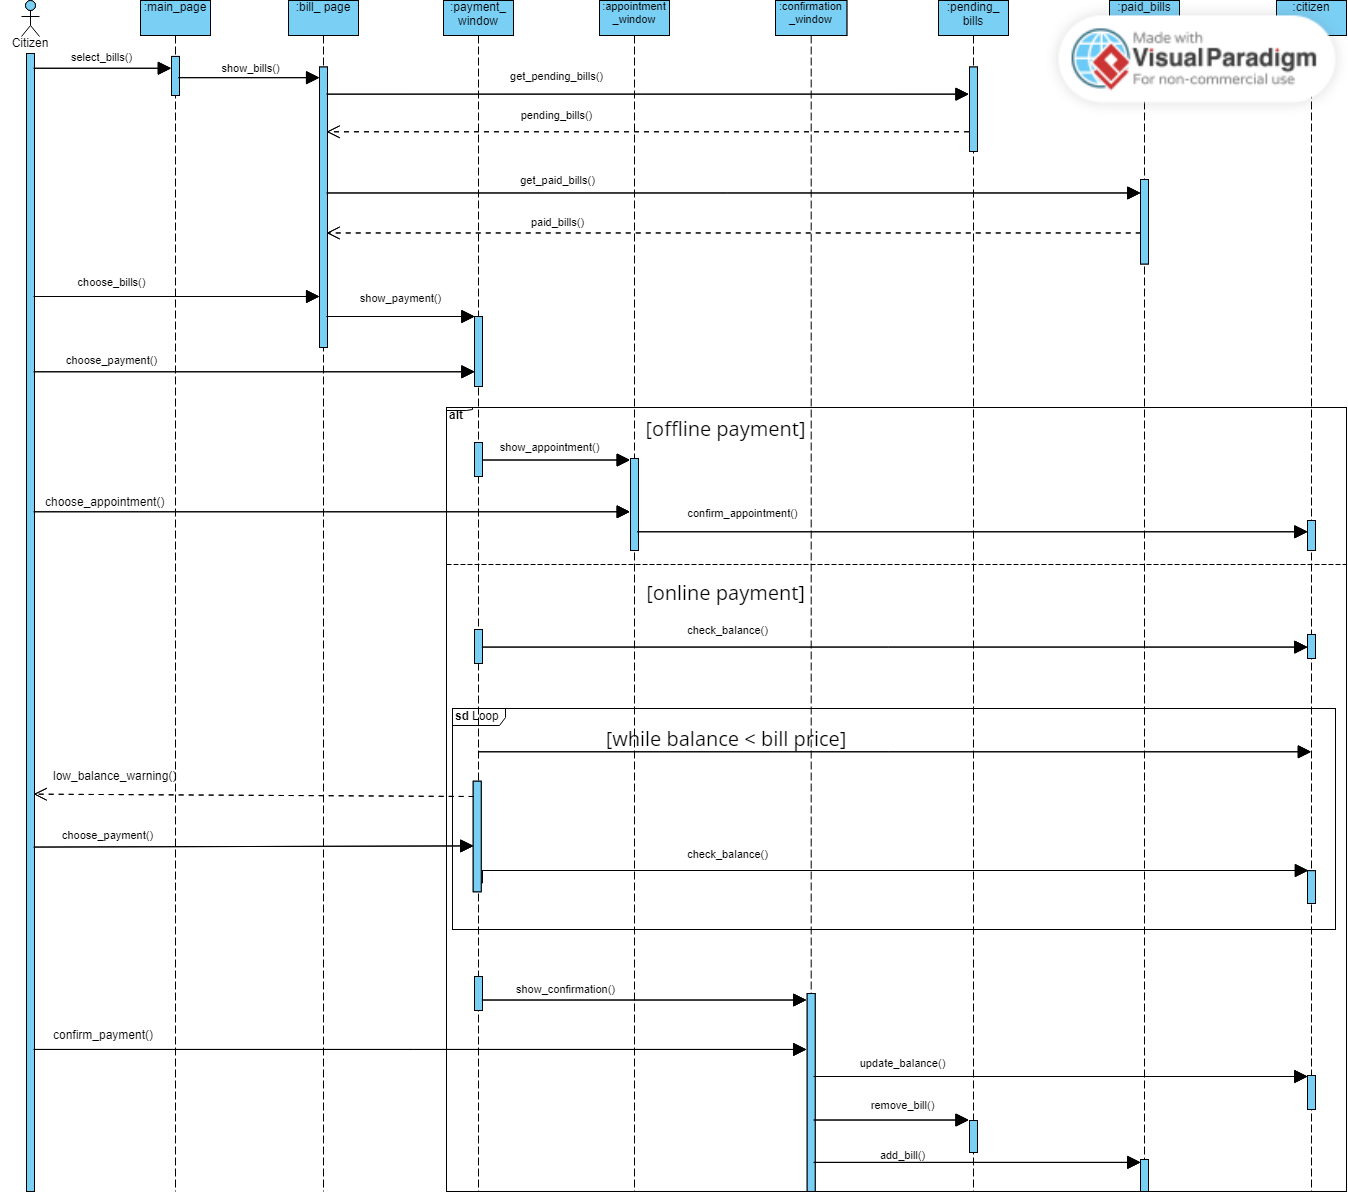 :main_page
:bill_ page
:payment_
window
:appointment
_window
:confirmation
_window
:pending_
bills
:paid_bills
:citizen
Citizen
Made with
VisualParadigm
For non-commercial use
select_bills()
show_bills()
get_pending_bills()
pending_bills()
get_paid_bills()
paid_bills()
choose_bills()
show_payment()
choose_payment()
alt
[offline payment]
show_appointment()
choose_appointment()
confirm_appointment()
[online payment]
check_balance()
sd Loop
[while balance < bill price]
low_balance_warning()
choose_payment()
check_balance()
show_confirmation()
confirm_payment()
update_balance()
remove_bill()
add_bill()